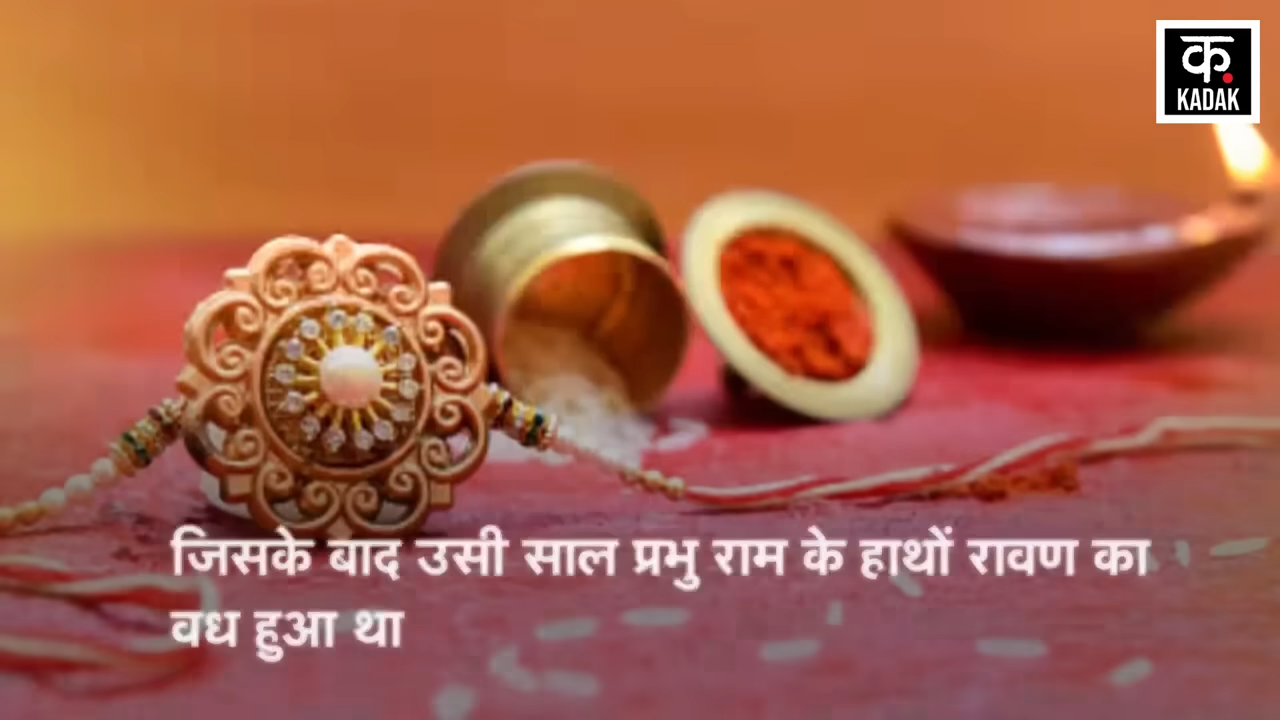 क.
KADAK
जिसके बाद उसी साल प्रभु राम के हाथों रावण का
वध हुआ था